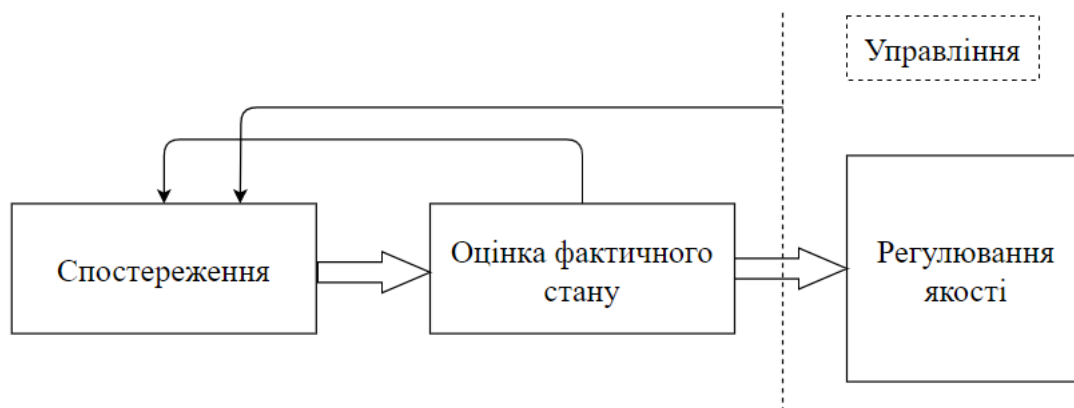 Управління
Спостереження
Оцінка фактичного
стану
Регулювання
якості